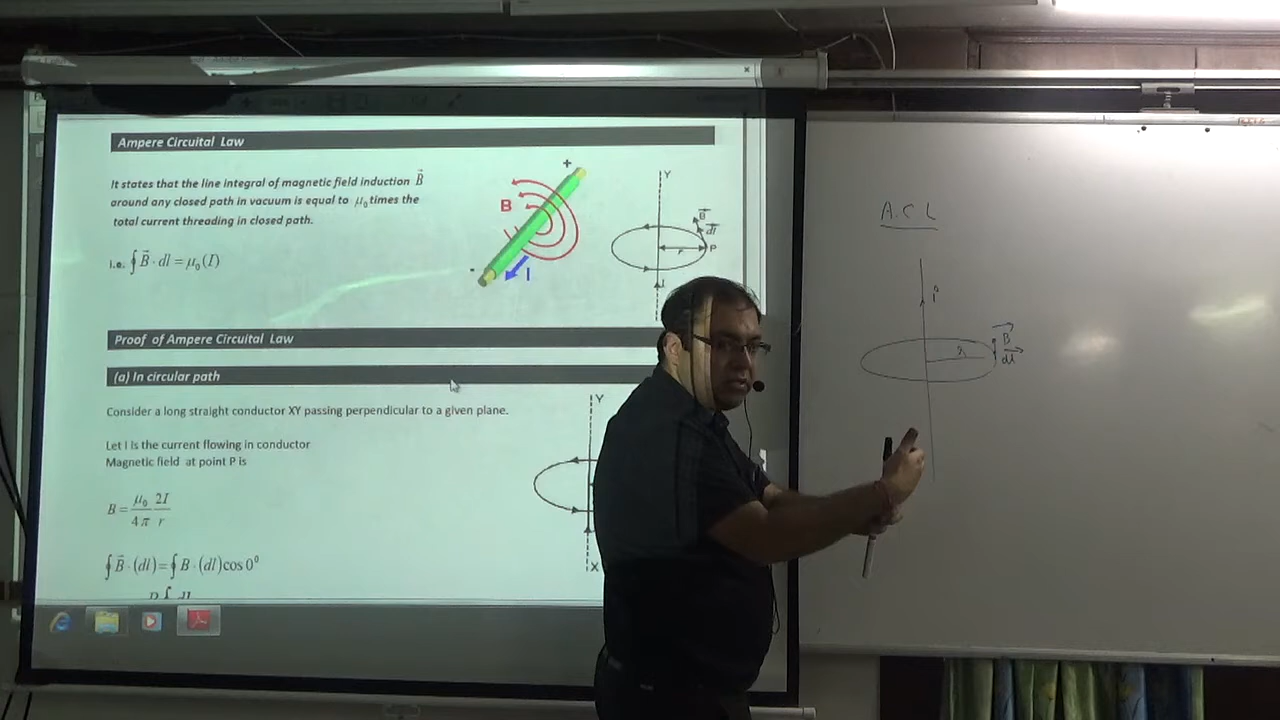 Ampere Circuital Law
It states that the line integral of magnetic field induction B⃗
around any closed path in vacuum is equal to μ₀ times the
total current threading in closed path.
i.e. ∮B⃗ · dl = μ₀(I)
+
B
-
I
Y
B⃗
dl⃗
r
P
I
Proof of Ampere Circuital Law
(a) In circular path
Consider a long straight conductor XY passing perpendicular to a given plane.
Let I is the current flowing in conductor
Magnetic field at point P is
B = μ₀/4π 2I/r
∮B⃗ · (dl) = ∮B · (dl) cos 0⁰
Y
X
A.C L
i
B⃗
dl⃗
r